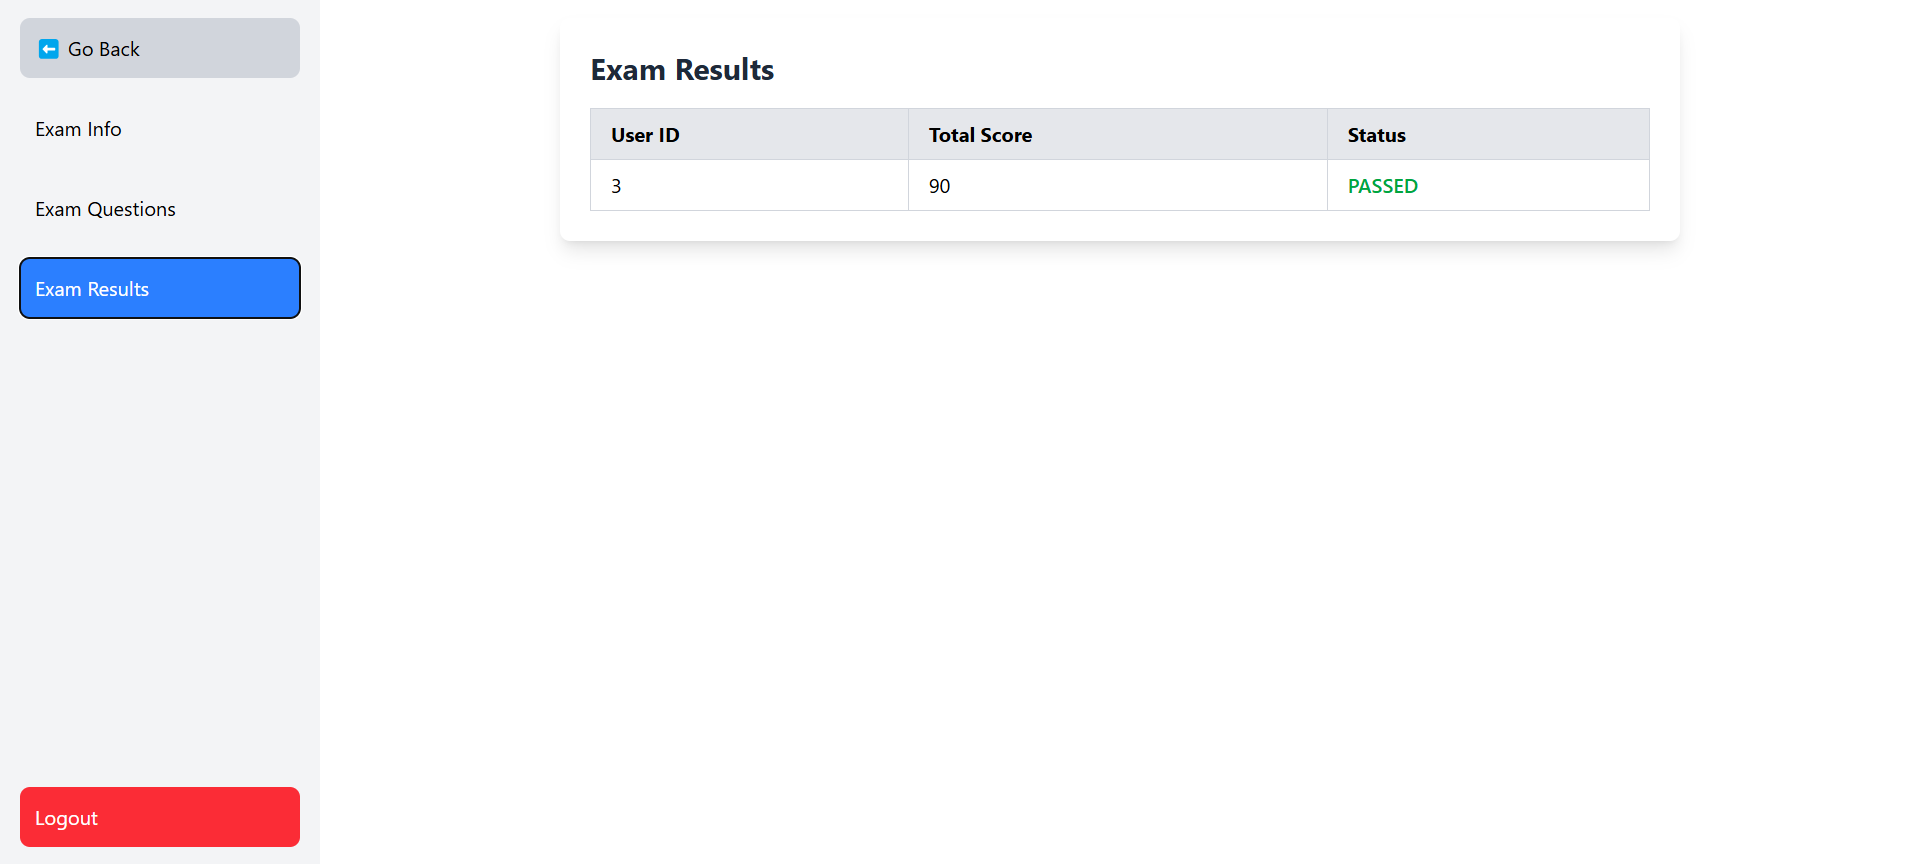 Go Back
Exam Info
Exam Questions
Exam Results
Logout
Exam Results
User ID Total Score Status
3 90 PASSED